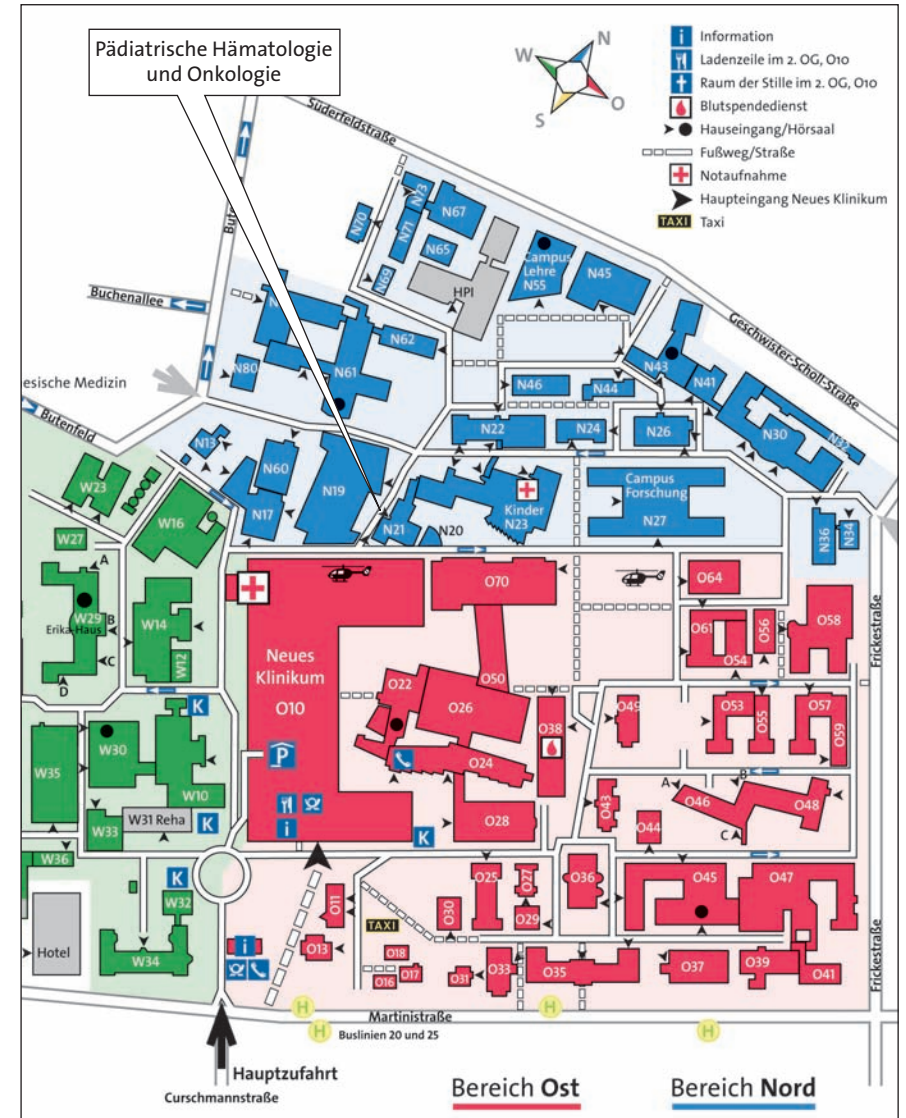 Pädiatrische Hämatologie
und Onkologie
N
W
O
S
Information
Ladenzeile im 2. OG, O10
Raum der Stille im 2. OG, O10
Blutspendedienst
Hauseingang/Hörsaal
Fußweg/Straße
Notaufnahme
Haupteingang Neues Klinikum
TAXI Taxi
Süderfeldstraße
Buchenallee
esische Medizin
Butenfeld
Geschwister-Scholl-Straße
N73
N70
N71
N67
N65
N69
HPI
Campus
Lehre
N55
N45
N62
N61
N80
N46
N44
N43
N41
N30
N32
N22
N24
N26
N13
N60
N17
N19
N21
N20
Kinder
N23
Campus
Forschung
N27
N36
N34
W23
W16
W27
A
W29
B
Erika-Haus
C
D
W14
W12
K
W30
W35
W10
W31 Reha
K
W33
W36
K
W32
Hotel
W34
Neues
Klinikum
O10
P
K
O70
O50
O22
O26
O24
O38
O28
O64
O61
O54
O56
O58
O49
O53
O55
O57
O59
A
B
O46
O48
C
O43
O44
O25
O27
O29
O36
O45
O47
O11
O13
O30
TAXI
O18
O17
O16
O31
O33
O35
O37
O39
O41
Frickestraße
Frickestraße
H
H
H
H
Martinistraße
Buslinien 20 und 25
Hauptzufahrt
Curschmannstraße
Bereich Ost
Bereich Nord